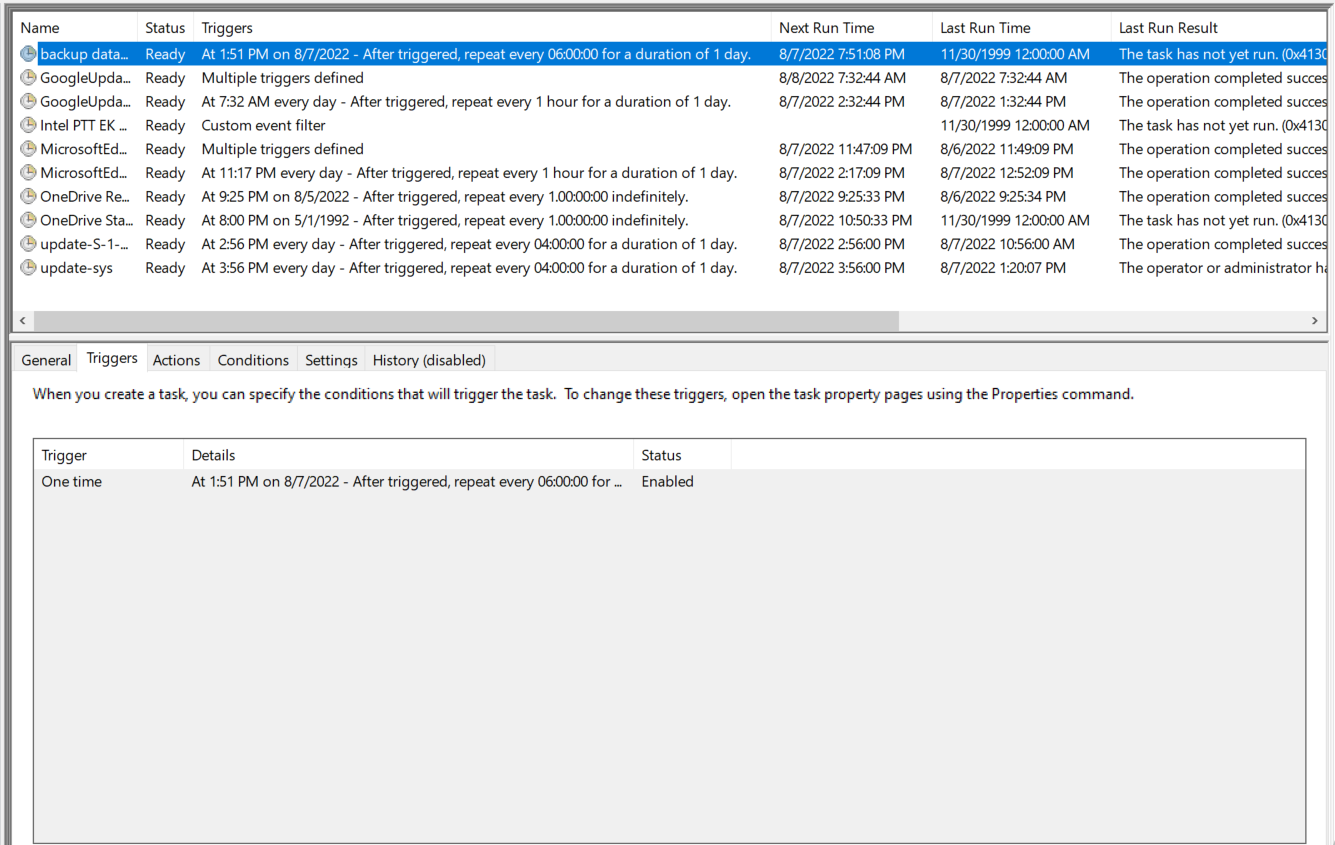 Name Status Triggers Next Run Time Last Run Time Last Run Result
backup data... Ready At 1:51 PM on 8/7/2022 - After triggered, repeat every 06:00:00 for a duration of 1 day. 8/7/2022 7:51:08 PM 11/30/1999 12:00:00 AM The task has not yet run. (0x4130
GoogleUpda... Ready Multiple triggers defined 8/8/2022 7:32:44 AM 8/7/2022 7:32:44 AM The operation completed succes
GoogleUpda... Ready At 7:32 AM every day - After triggered, repeat every 1 hour for a duration of 1 day. 8/7/2022 2:32:44 PM 8/7/2022 1:32:44 PM The operation completed succes
Intel PTT EK ... Ready Custom event filter 11/30/1999 12:00:00 AM The task has not yet run. (0x4130
MicrosoftEd... Ready Multiple triggers defined 8/7/2022 11:47:09 PM 8/6/2022 11:49:09 PM The operation completed succes
MicrosoftEd... Ready At 11:17 PM every day - After triggered, repeat every 1 hour for a duration of 1 day. 8/7/2022 2:17:09 PM 8/7/2022 12:52:09 PM The operation completed succes
OneDrive Re... Ready At 9:25 PM on 8/5/2022 - After triggered, repeat every 1.00:00:00 indefinitely. 8/7/2022 9:25:33 PM 8/6/2022 9:25:34 PM The operation completed succes
OneDrive Sta... Ready At 8:00 PM on 5/1/1992 - After triggered, repeat every 1.00:00:00 indefinitely. 8/7/2022 10:50:33 PM 11/30/1999 12:00:00 AM The task has not yet run. (0x4130
update-S-1-... Ready At 2:56 PM every day - After triggered, repeat every 04:00:00 for a duration of 1 day. 8/7/2022 2:56:00 PM 8/7/2022 10:56:00 AM The operation completed succes
update-sys Ready At 3:56 PM every day - After triggered, repeat every 04:00:00 for a duration of 1 day. 8/7/2022 3:56:00 PM 8/7/2022 1:20:07 PM The operator or administrator ha
General Triggers Actions Conditions Settings History (disabled)
When you create a task, you can specify the conditions that will trigger the task. To change these triggers, open the task property pages using the Properties command.
Trigger Details Status
One time At 1:51 PM on 8/7/2022 - After triggered, repeat every 06:00:00 for ... Enabled